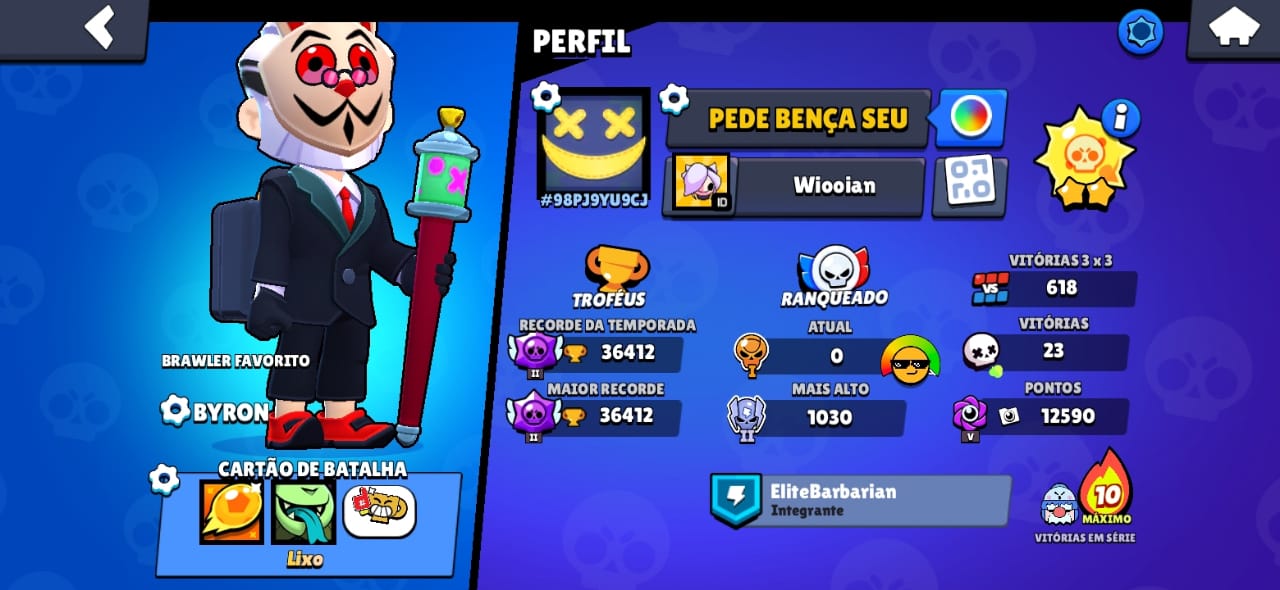 PERFIL
PEDE BENÇA SEU
#98PJ9YU9CJ
ID
Wiooian
TROFÉUS
RECORDE DA TEMPORADA
II
36412
MAIOR RECORDE
II
36412
RANQUEADO
ATUAL
0
MAIS ALTO
II
1030
VITÓRIAS 3 x 3
VS
618
VITÓRIAS
23
PONTOS
V
12590
BRAWLER FAVORITO
BYRON
CARTÃO DE BATALHA
Lixo
EliteBarbarian
Integrante
10
MÁXIMO
VITÓRIAS EM SÉRIE